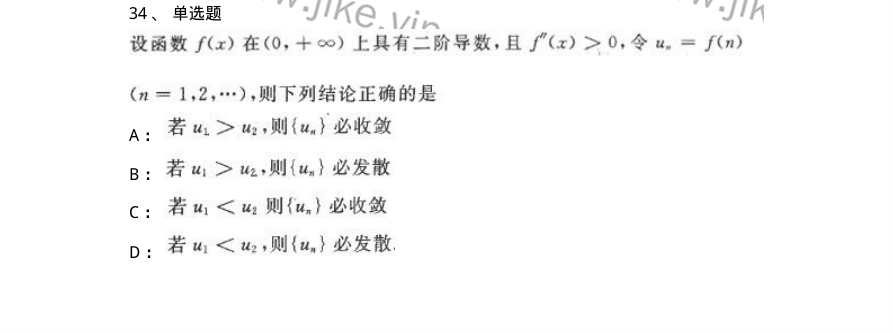 34 、 单选题
设函数 f(x) 在(0, + ∞) 上具有二阶导数, 且 f″(x) > 0, 令 uₙ = f(n)
(n = 1,2,⋯), 则下列结论正确的是
A： 若 u₁ > u₂ ,则{uₙ} 必收敛
B： 若 u₁ > u₂,则{uₙ} 必发散
C： 若 u₁ < u₂ 则{uₙ} 必收敛
D： 若 u₁ < u₂ ,则{uₙ} 必发散.